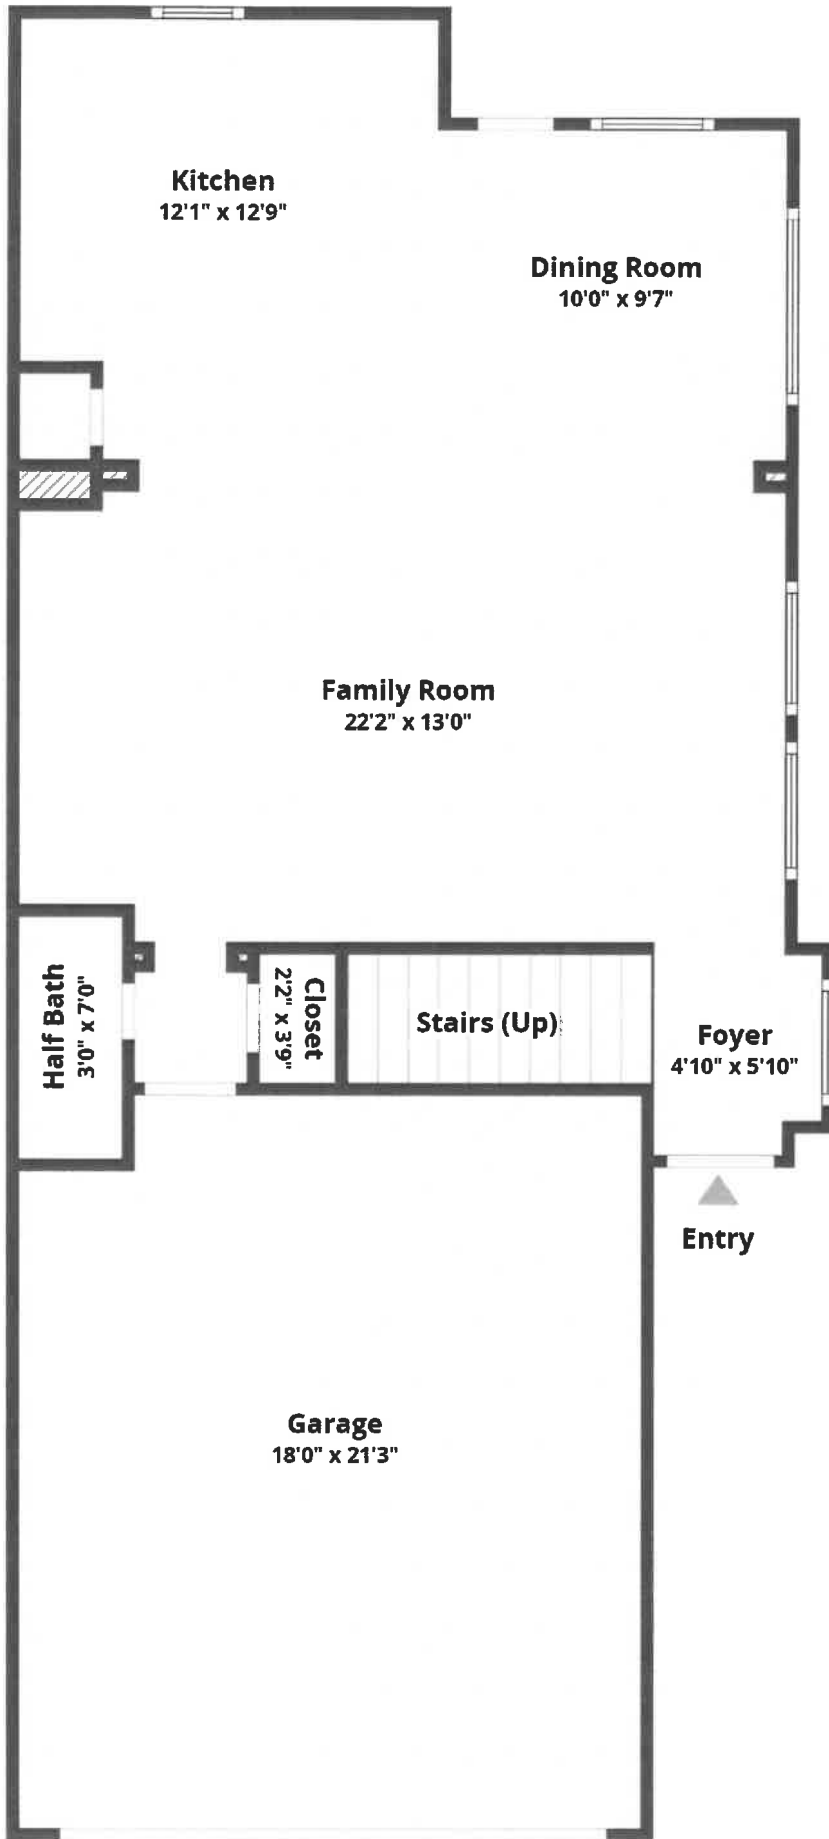 Kitchen
12'1" x 12'9"
Dining Room
10'0" x 9'7"
Family Room
22'2" x 13'0"
Half Bath
3'0" x 7'0"
Closet
2'2" x 3'9"
Stairs (Up)
Foyer
4'10" x 5'10"
Entry
Garage
18'0" x 21'3"